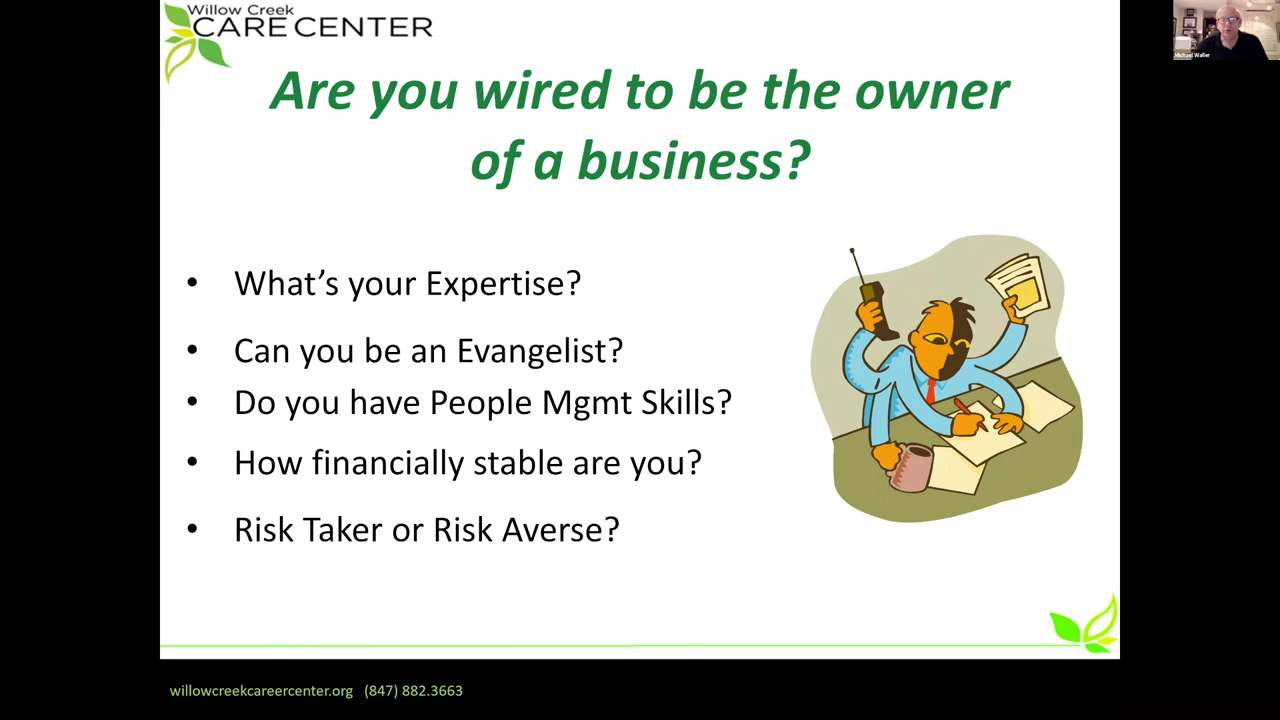 Willow Creek
CARE CENTER
Michael Waller
Are you wired to be the owner
of a business?
• What's your Expertise?
• Can you be an Evangelist?
• Do you have People Mgmt Skills?
• How financially stable are you?
• Risk Taker or Risk Averse?
willowcreekcareercenter.org (847) 882.3663